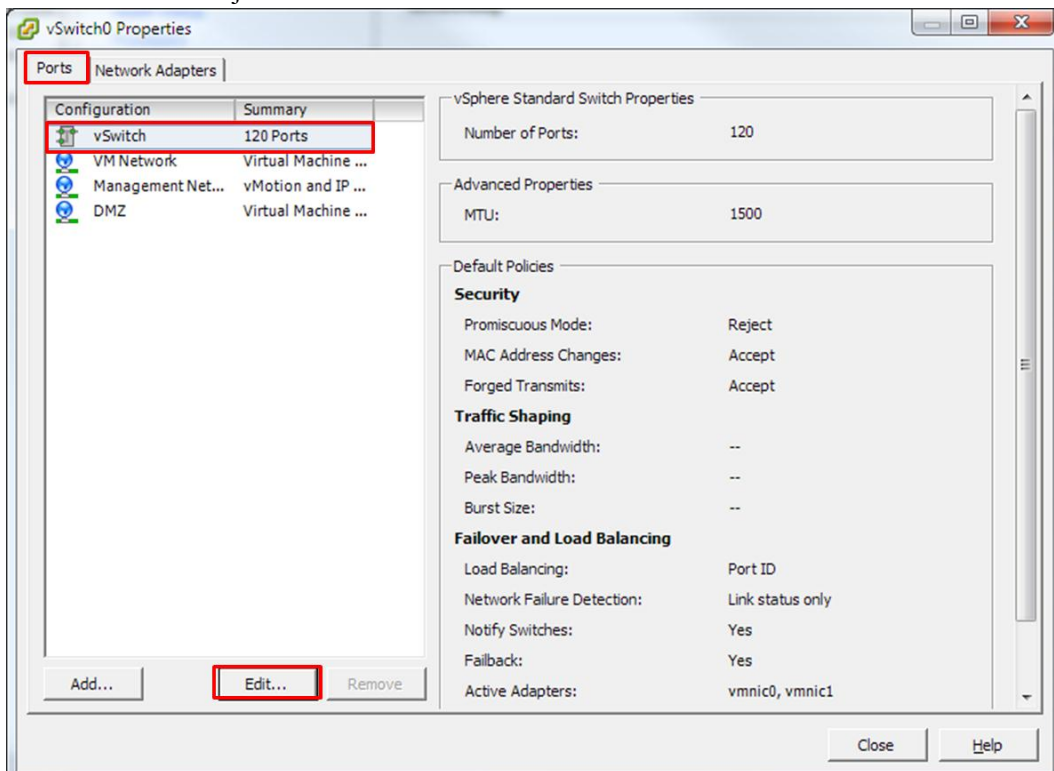 j
vSwitch0 Properties
Ports Network Adapters
Configuration Summary
vSwitch 120 Ports
VM Network Virtual Machine ...
Management Net... vMotion and IP ...
DMZ Virtual Machine ...
Add... Edit... Remove
vSphere Standard Switch Properties
Number of Ports: 120
Advanced Properties
MTU: 1500
Default Policies
Security
Promiscuous Mode: Reject
MAC Address Changes: Accept
Forged Transmits: Accept
Traffic Shaping
Average Bandwidth: --
Peak Bandwidth: --
Burst Size: --
Failover and Load Balancing
Load Balancing: Port ID
Network Failure Detection: Link status only
Notify Switches: Yes
Failback: Yes
Active Adapters: vmnic0, vmnic1
Close Help